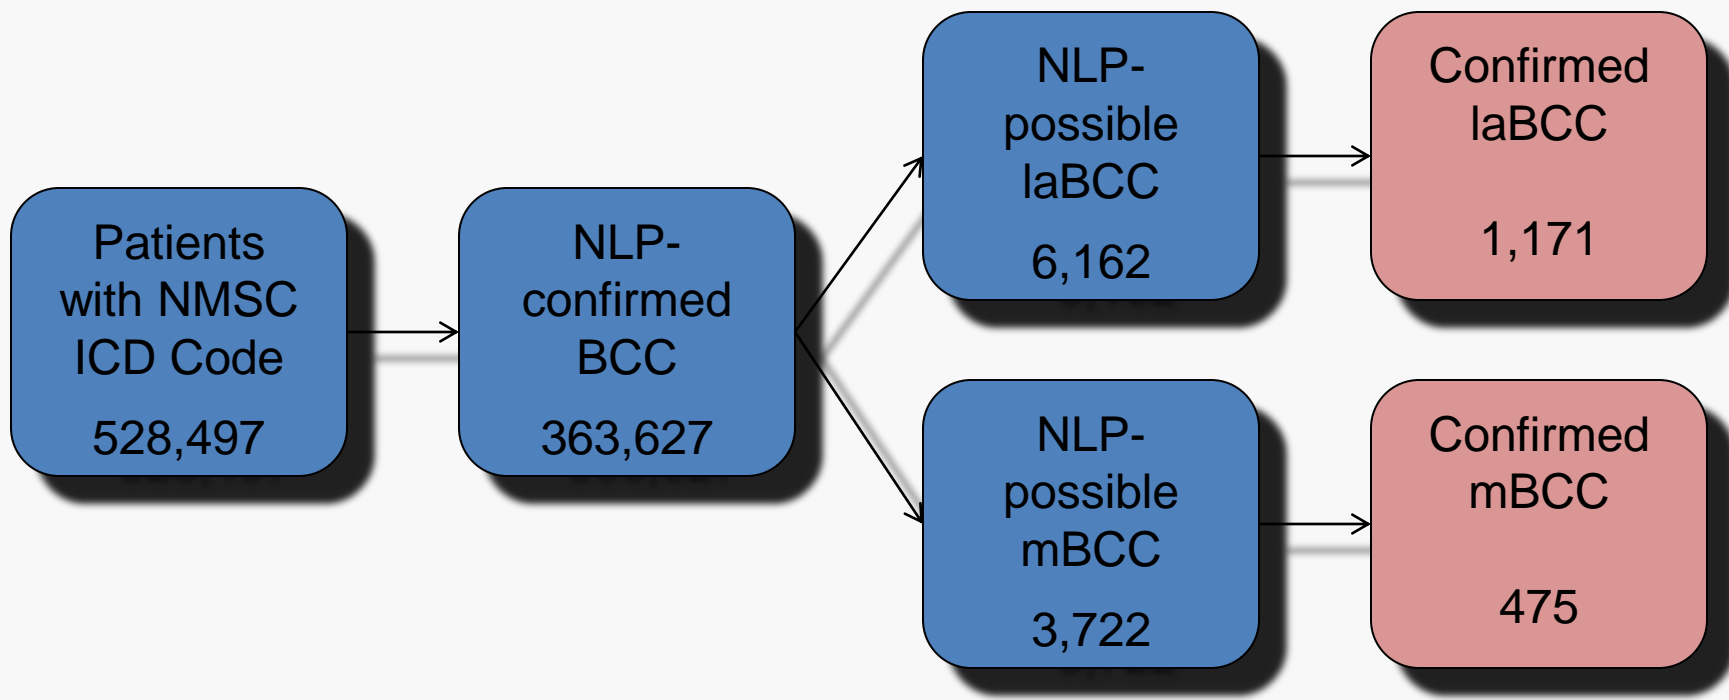 Patients
with NMSC
ICD Code
528,497
NLP-
confirmed
BCC
363,627
NLP-
possible
laBCC
6,162
Confirmed
laBCC
1,171
NLP-
possible
mBCC
3,722
Confirmed
mBCC
475